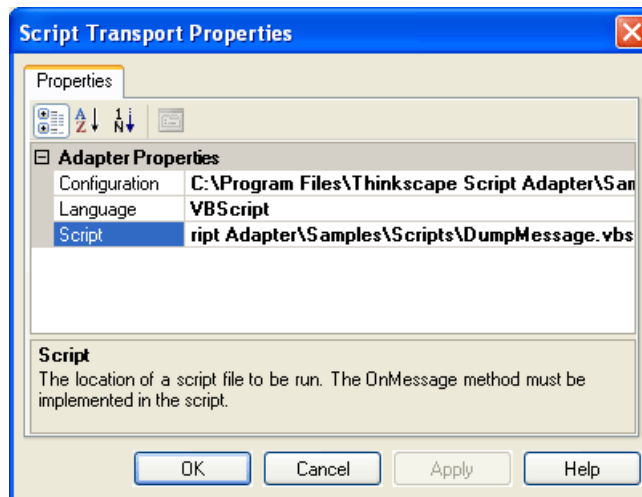 Script Transport Properties
Properties
Adapter Properties
Configuration C:\Program Files\Thinkscape Script Adapter\Sam
Language VBScript
Script ript Adapter\Samples\Scripts\DumpMessage.vbs
Script
The location of a script file to be run. The OnMessage method must be
implemented in the script.
OK Cancel Apply Help